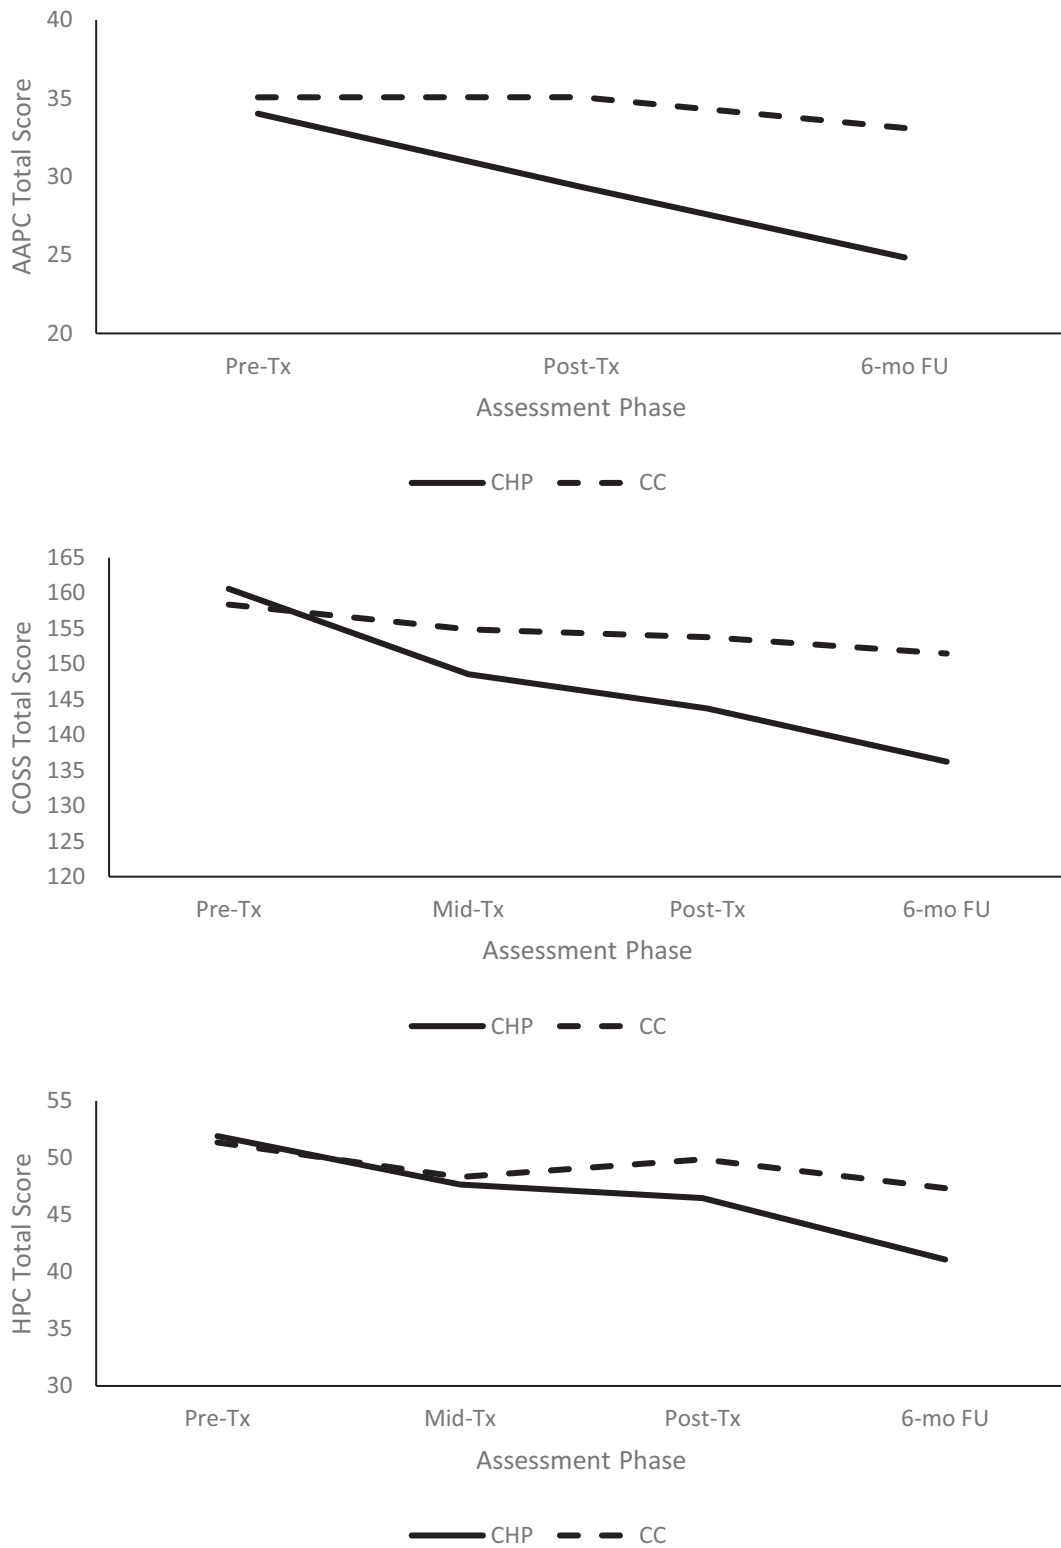 40
35
30
25
20
AAPC Total Score
Pre-Tx Post-Tx 6-mo FU
Assessment Phase
CHP CC
165
160
155
150
145
140
135
130
125
120
COSS Total Score
Pre-Tx Mid-Tx Post-Tx 6-mo FU
Assessment Phase
CHP CC
55
50
45
40
35
30
HPC Total Score
Pre-Tx Mid-Tx Post-Tx 6-mo FU
Assessment Phase
CHP CC